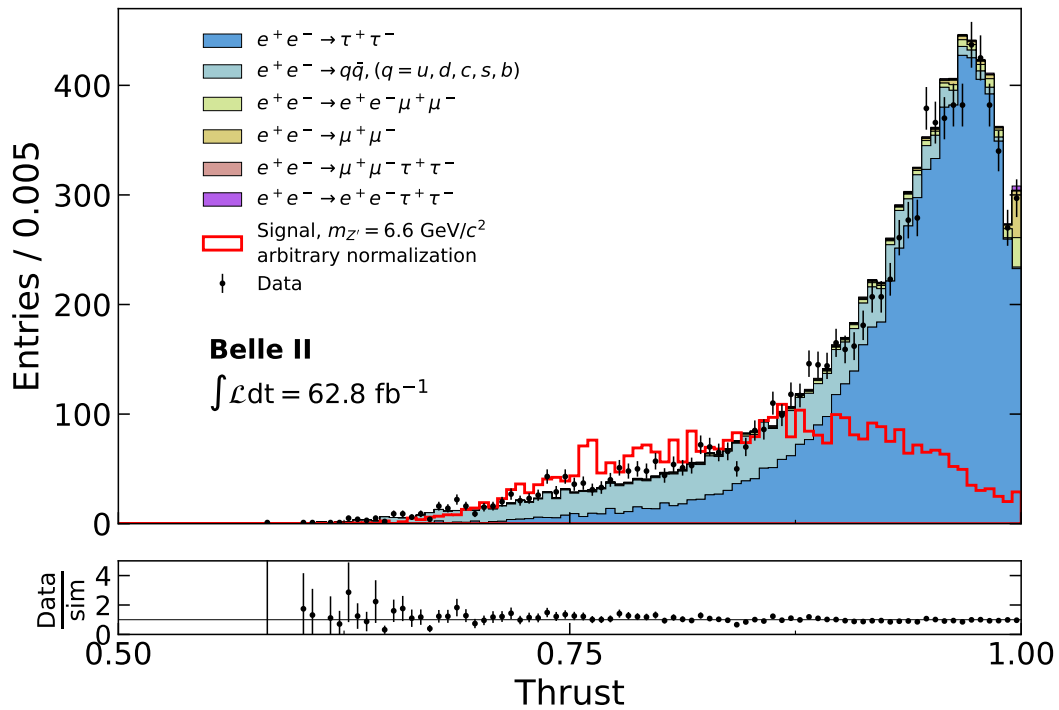 Entries / 0.005
400
300
200
100
0
e⁺e⁻→τ⁺τ⁻
e⁺e⁻→qq̄, (q = u, d, c, s, b)
e⁺e⁻→e⁺e⁻μ⁺μ⁻
e⁺e⁻→μ⁺μ⁻
e⁺e⁻→μ⁺μ⁻τ⁺τ⁻
e⁺e⁻→e⁺e⁻τ⁺τ⁻
Signal, m_Z′ = 6.6 GeV/c²
arbitrary normalization
Data
Belle II
∫ℒdt = 62.8 fb⁻¹
Data
sim
4
2
0
0.50 0.75 1.00
Thrust